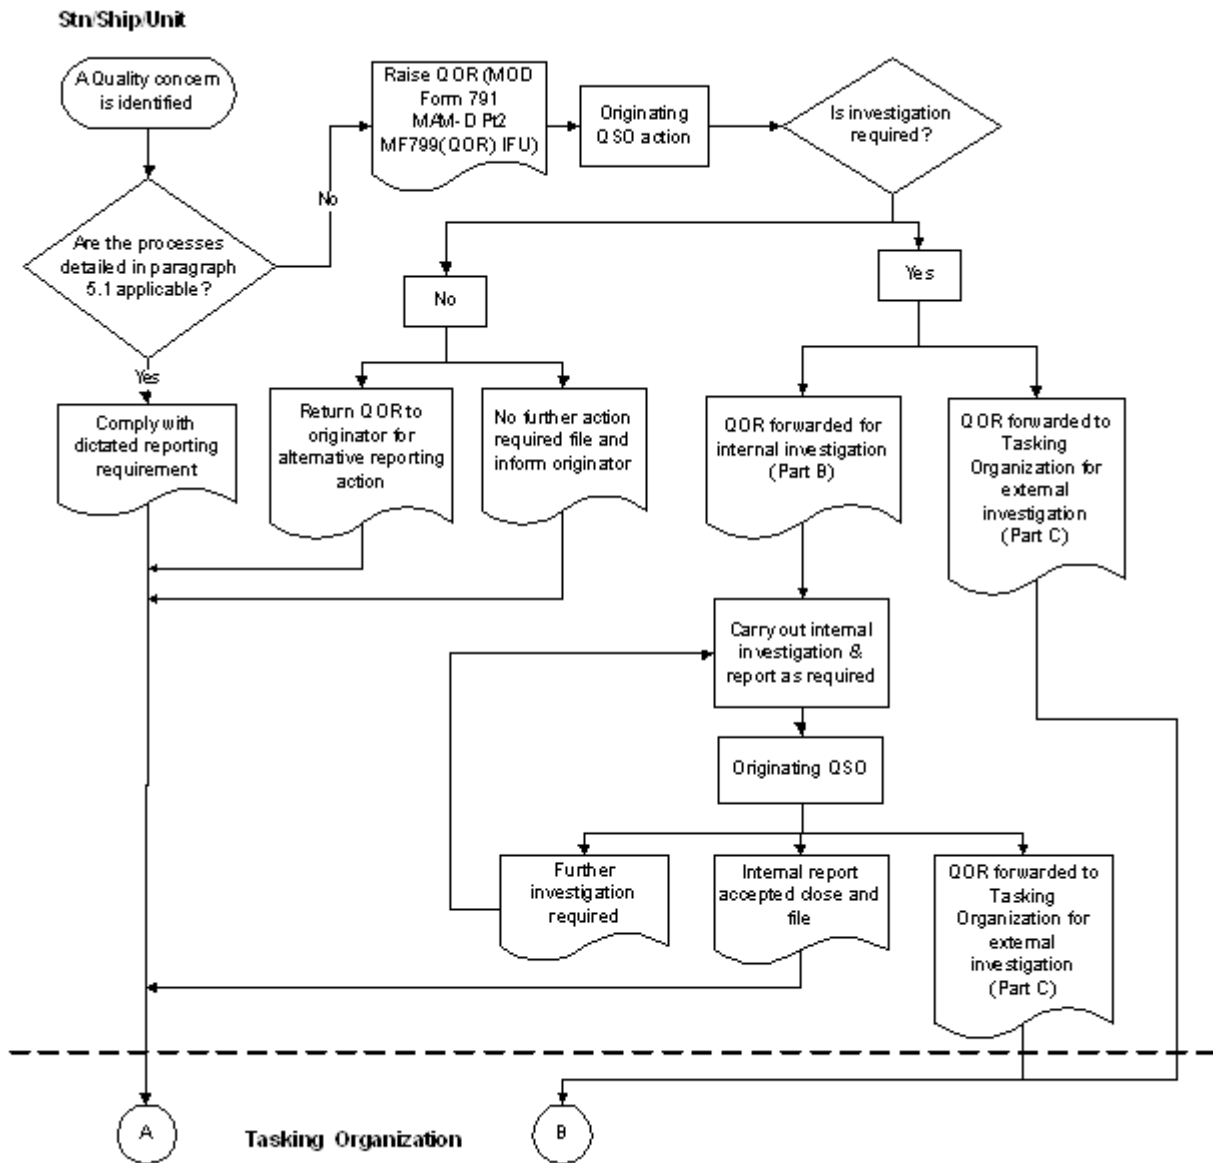 Stn/Ship/Unit
A Quality concern
is identified
Raise QOR (MOD
Form 791
MAM-D Pt2
MF799(QOR) IFU)
Originating
QSO action
Is investigation
required?
No
Are the processes
detailed in paragraph
5.1 applicable?
Yes
No
Yes
Comply with
dictated reporting
requirement
Return QOR to
originator for
alternative reporting
action
No further action
required file and
inform originator
QOR forwarded for
internal investigation
(Part B)
QOR forwarded to
Tasking
Organization for
external
investigation
(Part C)
Carry out internal
investigation &
report as required
Originating QSO
Further
investigation
required
Internal report
accepted close and
file
QOR forwarded to
Tasking
Organization for
external
investigation
(Part C)
A
Tasking Organization
B